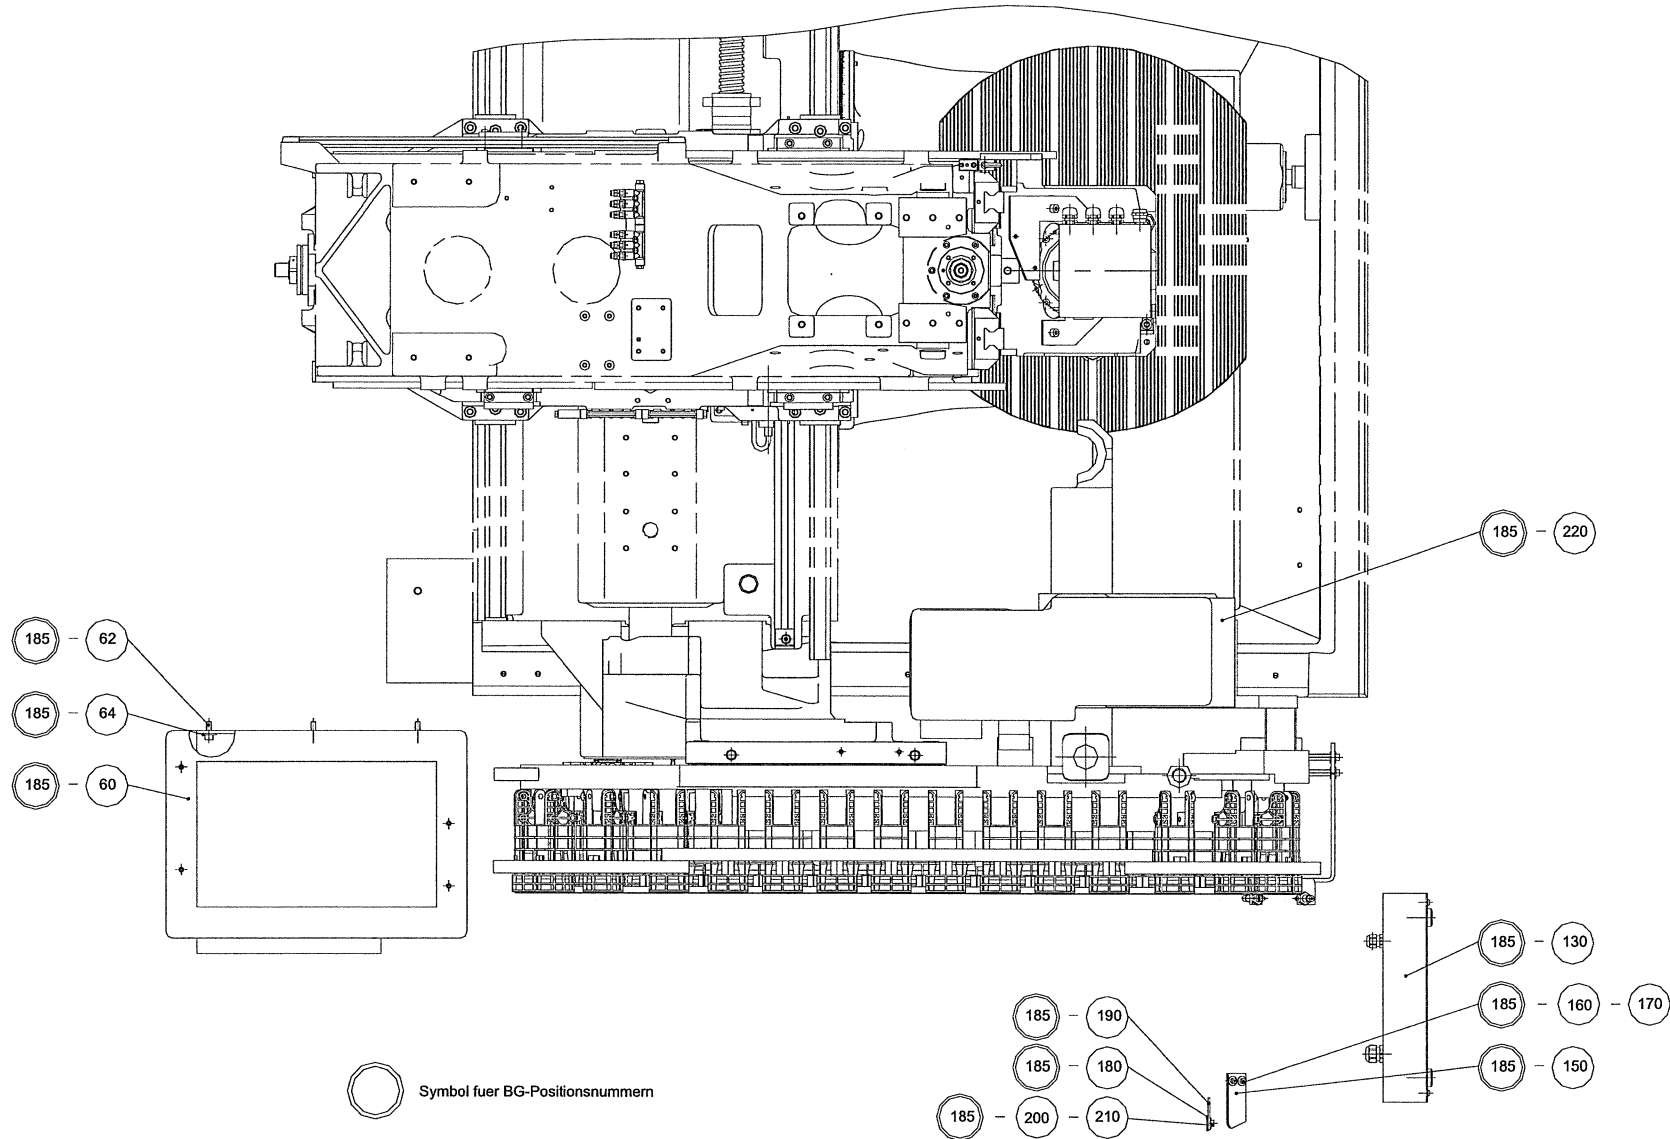 185 – 220
185 – 62
185 – 64
185 – 60
185 – 130
185 – 190
185 – 160 – 170
185 – 180
185 – 150
185 – 200 – 210
Symbol fuer BG-Positionsnummern